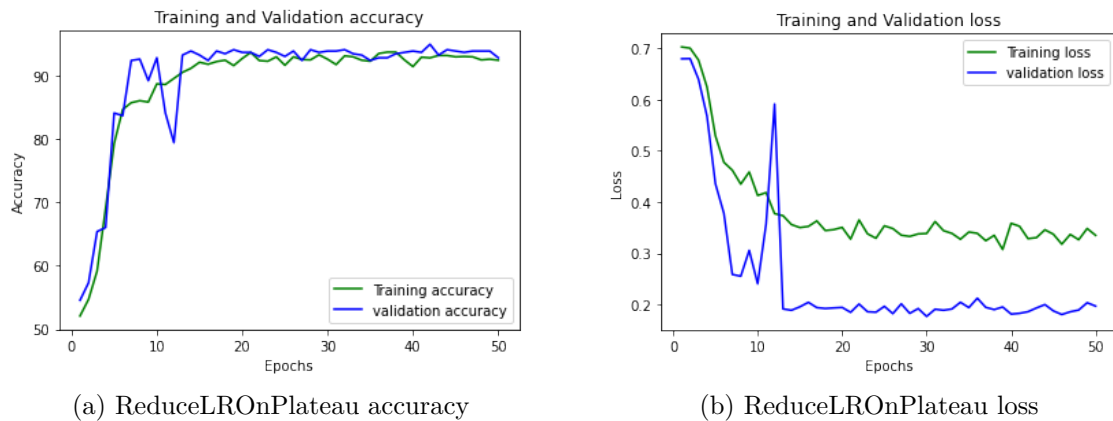 Training and Validation accuracy
90
80
70
60
50
Accuracy
Training accuracy
validation accuracy
0
10
20
30
40
50
Epochs
(a) ReduceLROnPlateau accuracy
Training and Validation loss
0.7
0.6
0.5
0.4
0.3
0.2
Loss
Training loss
validation loss
0
10
20
30
40
50
Epochs
(b) ReduceLROnPlateau loss